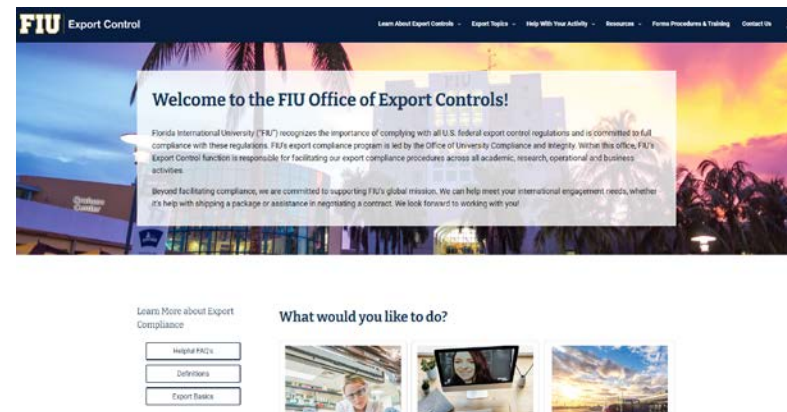 FIU Export Control
Learn About Export Controls Export Topics Help With Your Activity Resources Forms Procedures & Training Contact Us
Welcome to the FIU Office of Export Controls!
Florida International University ("FIU") recognizes the importance of complying with all U.S. federal export control regulations and is committed to full
compliance with these regulations. FIU's export compliance program is led by the Office of University Compliance and Integrity. Within this office, FIU's
Export Control function is responsible for facilitating our export compliance procedures across all academic, research, operational and business
activities.
Beyond facilitating compliance, we are committed to supporting FIU's global mission. We can help meet your international engagement needs, whether
it's help with shipping a package or assistance in negotiating a contract. We look forward to working with you!
Graduate
Center
Learn More about Export
Compliance
What would you like to do?
Helpful FAQ's
Definitions
Export Basics